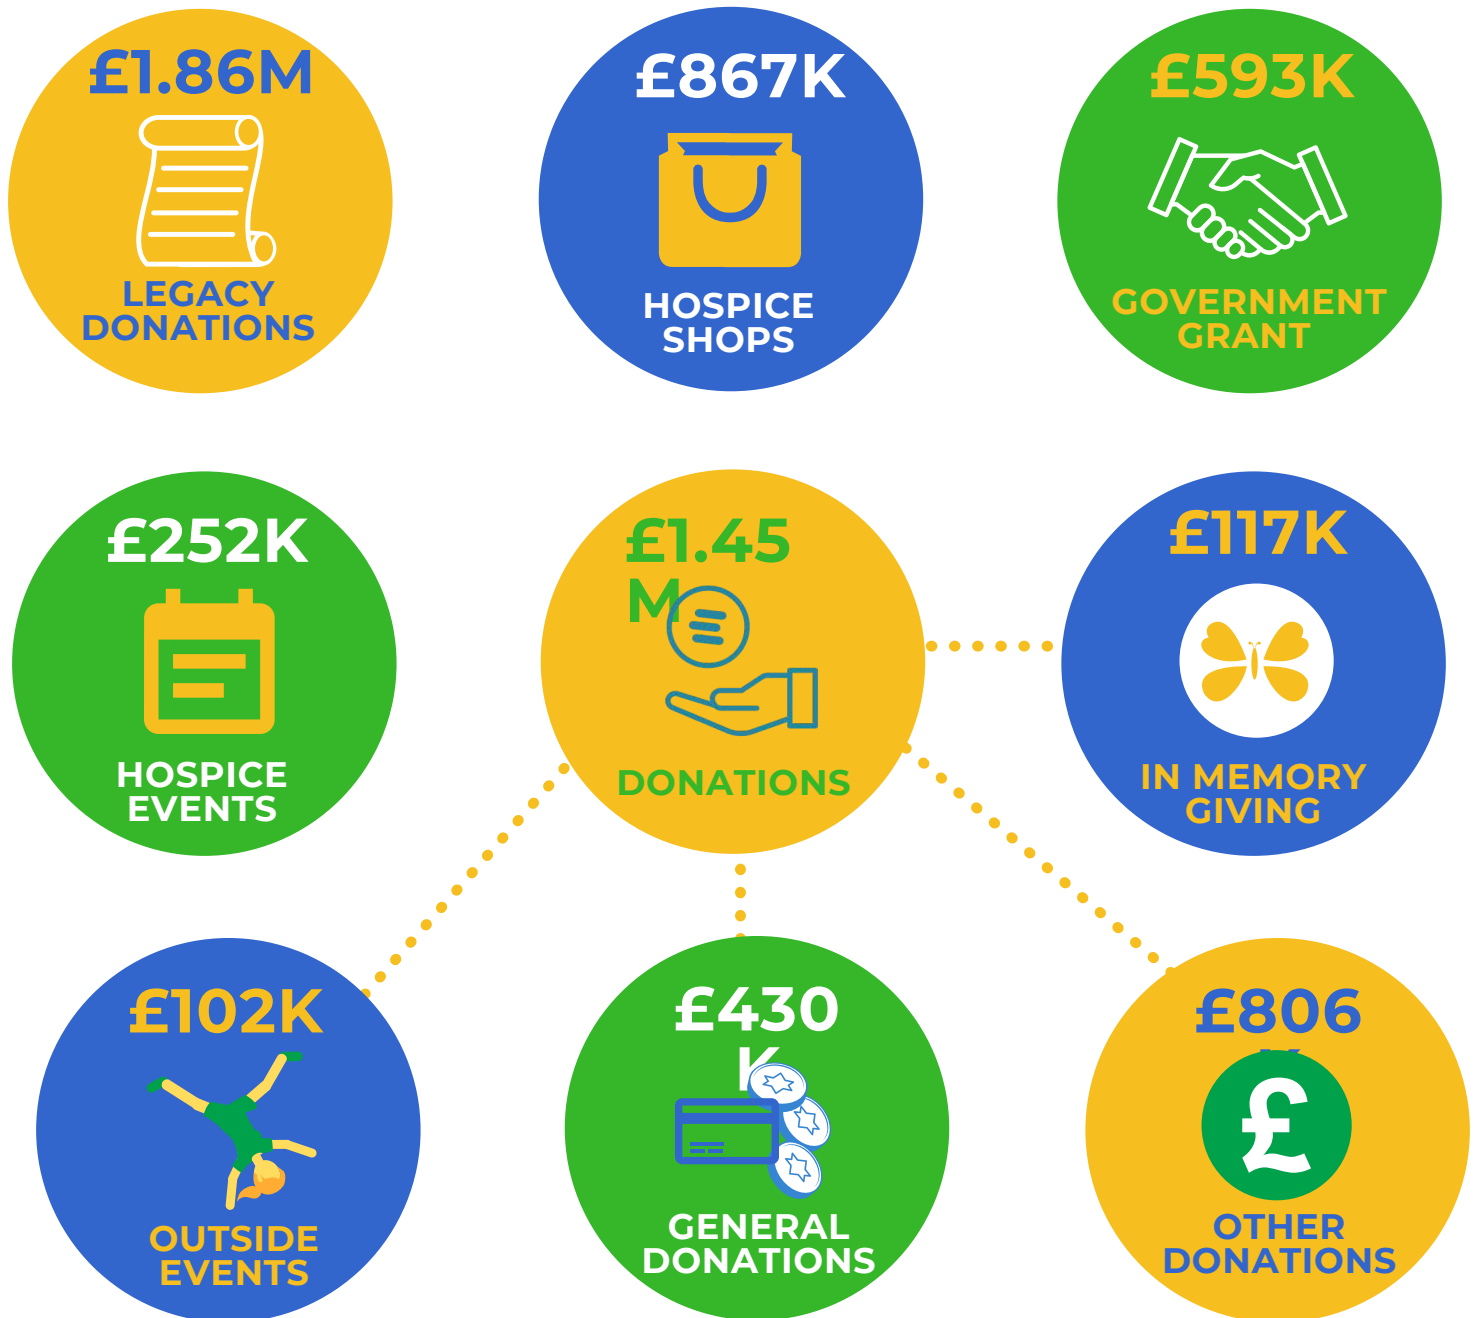 £1.86M
LEGACY
DONATIONS
£867K
HOSPICE
SHOPS
£593K
GOVERNMENT
GRANT
£252K
HOSPICE
EVENTS
£1.45
M
DONATIONS
£117K
IN MEMORY
GIVING
£102K
OUTSIDE
EVENTS
£430
K
GENERAL
DONATIONS
£806
£
OTHER
DONATIONS